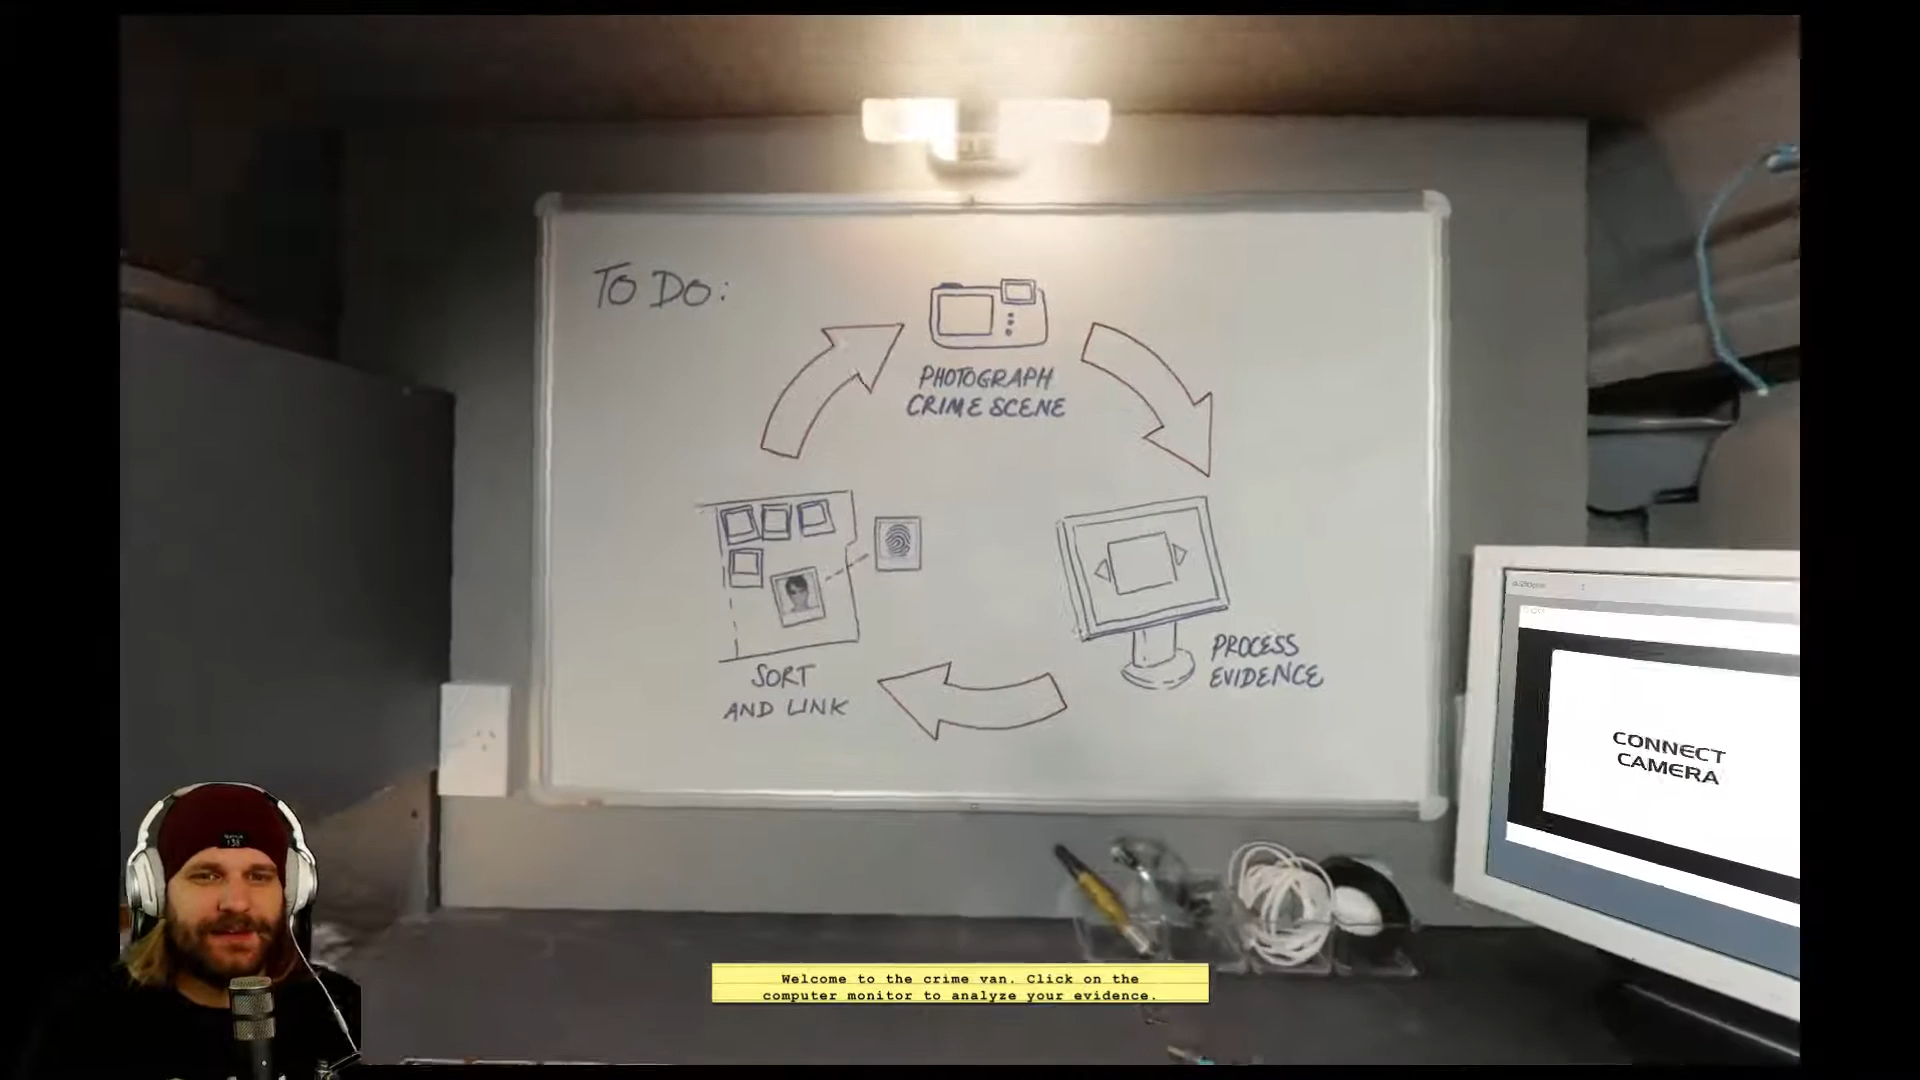 TO DO:
PHOTOGRAPH
CRIME SCENE
PROCESS
EVIDENCE
SORT
AND LINK
CONNECT
CAMERA
Welcome to the crime van. Click on the
computer monitor to analyze your evidence.